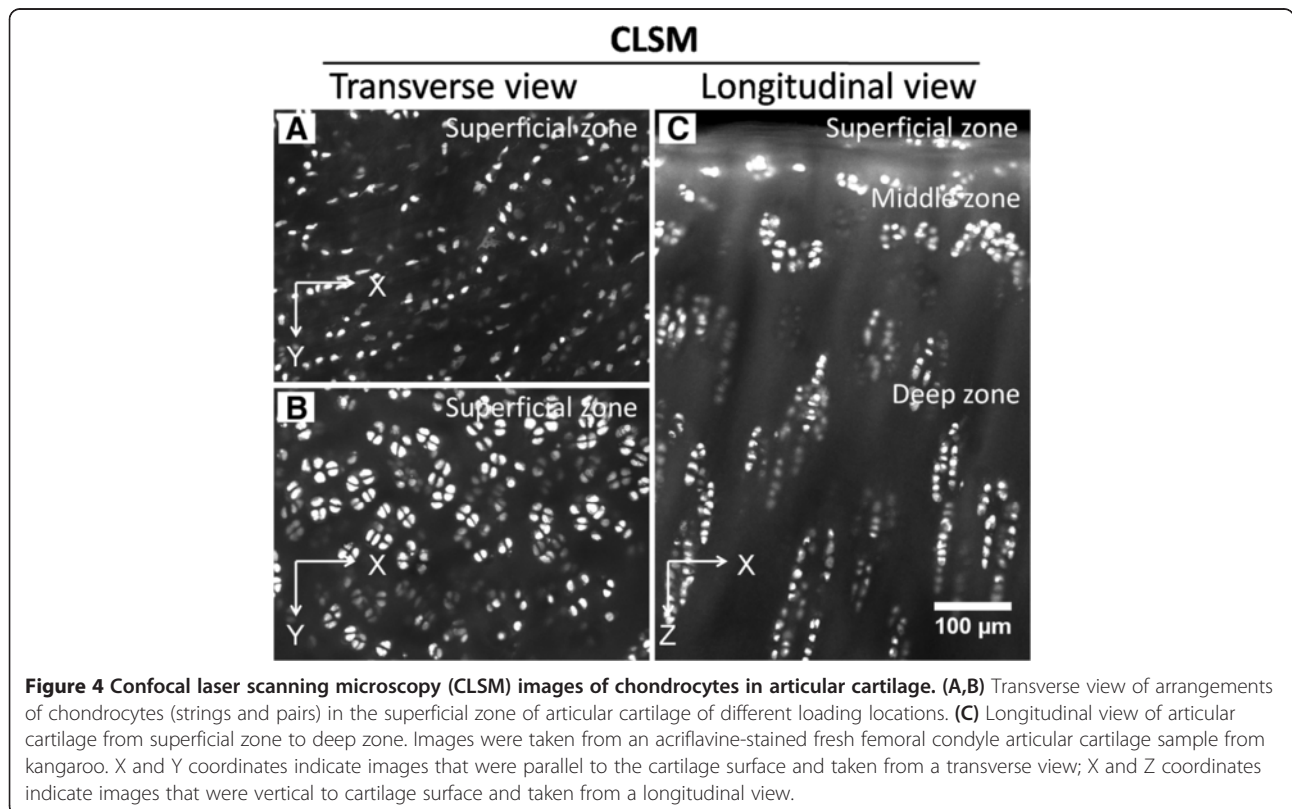 CLSM
Transverse view
Longitudinal view
A
Superficial zone
X
Y
B
Superficial zone
X
Y
C
Superficial zone
Middle zone
Deep zone
X
Z
100 µm
Figure 4 Confocal laser scanning microscopy (CLSM) images of chondrocytes in articular cartilage. (A,B) Transverse view of arrangements
of chondrocytes (strings and pairs) in the superficial zone of articular cartilage of different loading locations. (C) Longitudinal view of articular
cartilage from superficial zone to deep zone. Images were taken from an acriflavine-stained fresh femoral condyle articular cartilage sample from
kangaroo. X and Y coordinates indicate images that were parallel to the cartilage surface and taken from a transverse view; X and Z coordinates
indicate images that were vertical to cartilage surface and taken from a longitudinal view.